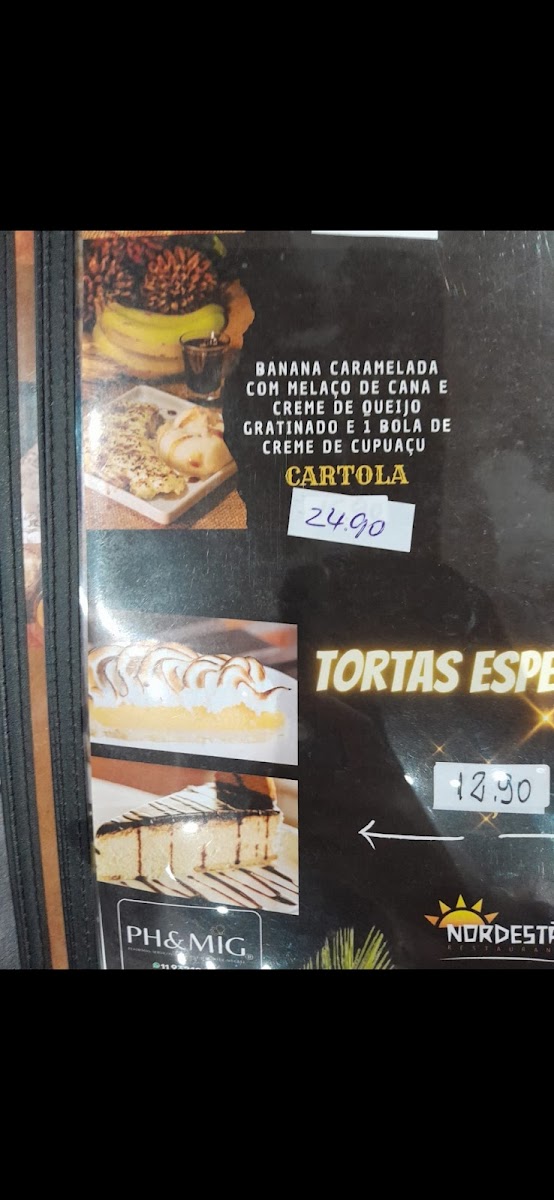 BANANA CARAMELADA
COM MELAÇO DE CANA E
CREME DE QUEIJO
GRATINADO E 1 BOLA DE
CREME DE CUPUAÇU
CARTOLA
24.90
TORTAS ESPE
12.90
PH&MIG
NORDEST